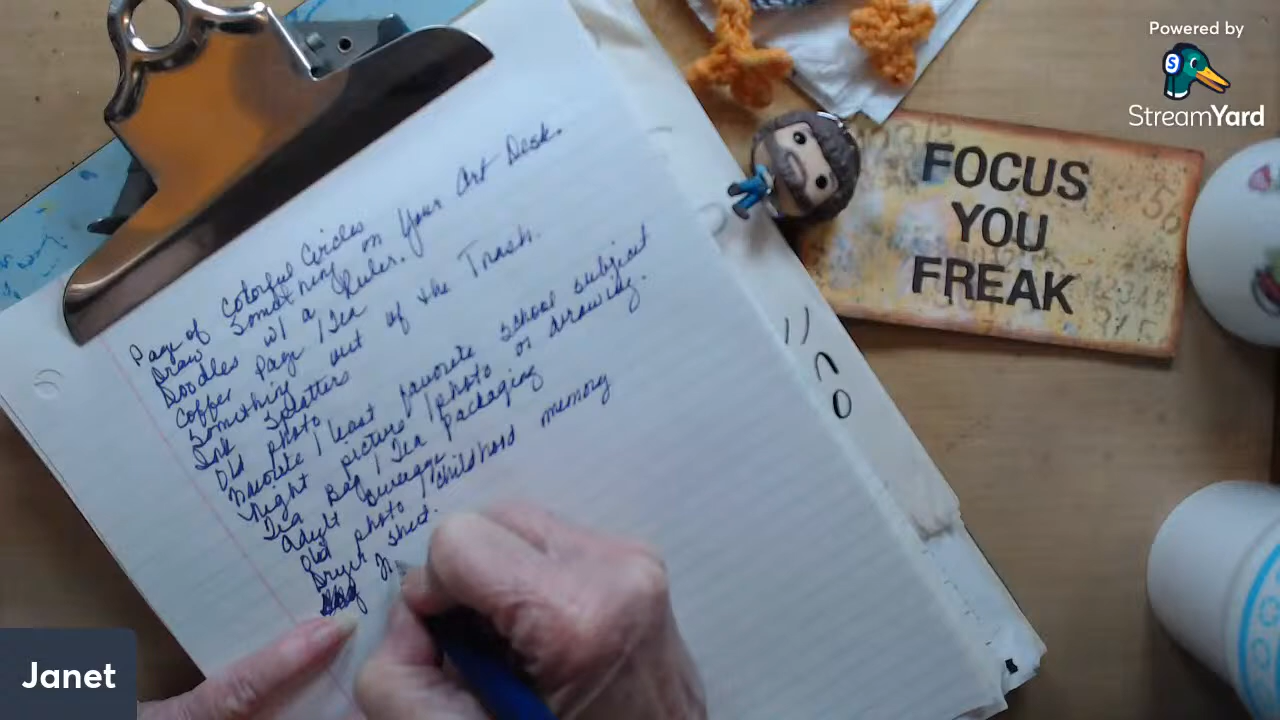 Page of Colorful Circles
Draw Something on Your Art Desk.
Doodles w/ a Ruler.
Coffee Page / Tea
Something out of the Trash.
Ink Splatters
Old photo
Favorite / least favorite school subject
Night picture / photo or drawing.
Tea Bag / Tea packaging
Adult Beverage
Old photo / childhood memory
Dryer Sheet.
FOCUS
YOU
FREAK
Powered by
StreamYard
Janet